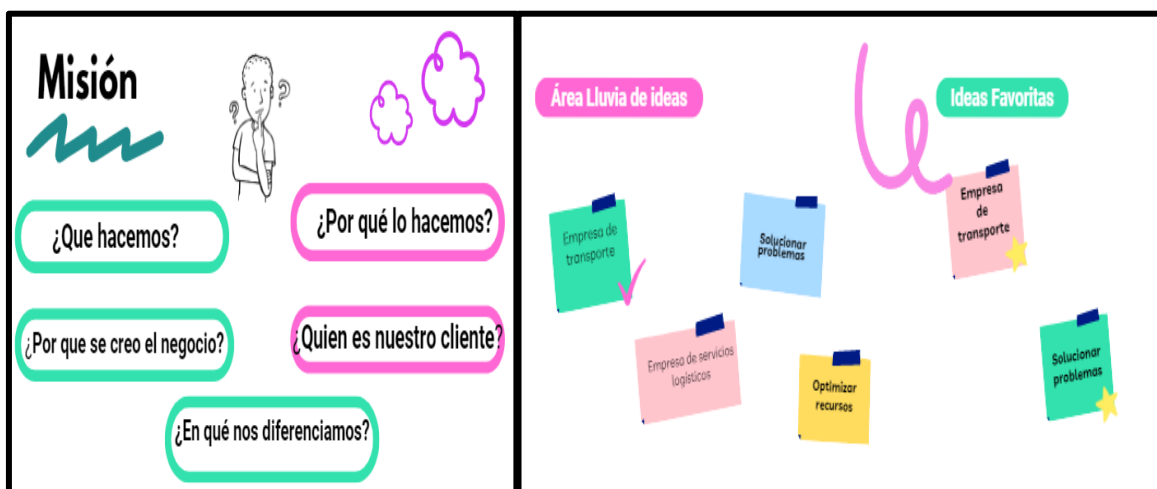 Misión
¿Que hacemos?
¿Por qué lo hacemos?
¿Por que se creo el negocio?
¿Quien es nuestro cliente?
¿En qué nos diferenciamos?
Área Lluvia de ideas
Ideas Favoritas
Empresa de
transporte
Solucionar
problemas
Empresa
de
transporte
Empresa de servicios
logísticos
Optimizar
recursos
Solucionar
problemas